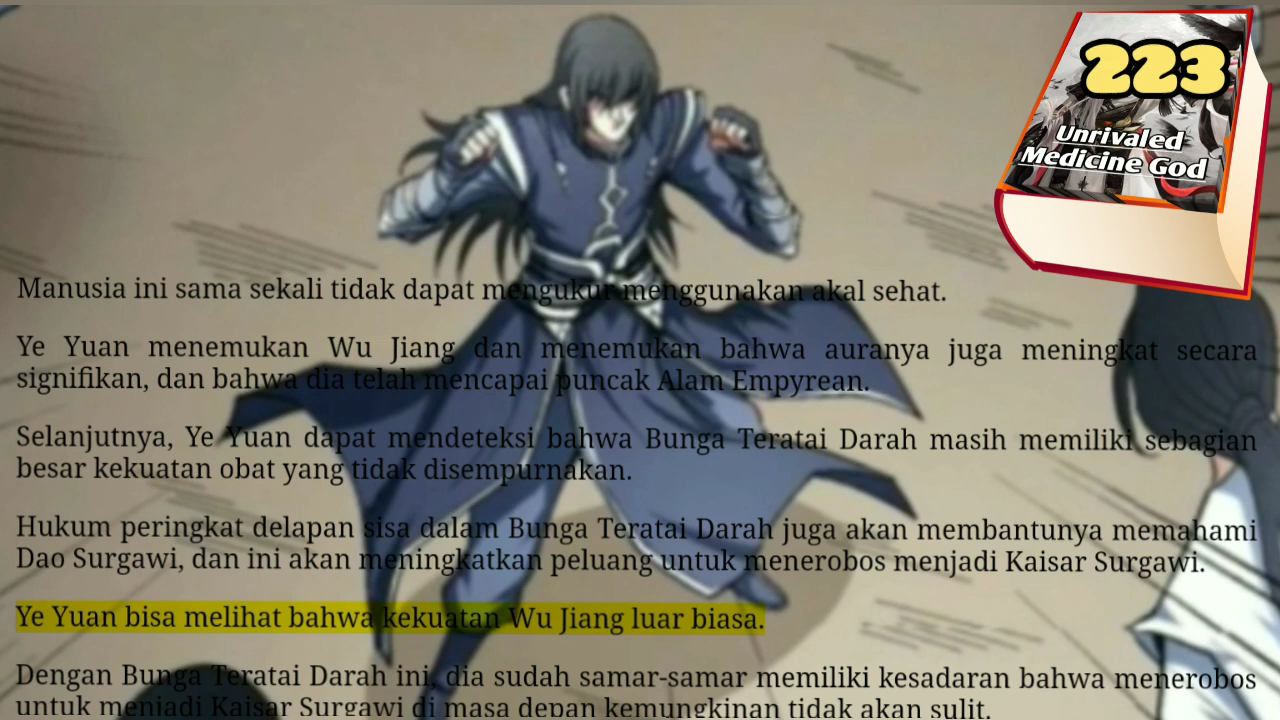 223
Unrivaled
Medicine God
Manusia ini sama sekali tidak dapat mengukur menggunakan akal sehat.
Ye Yuan menemukan Wu Jiang dan menemukan bahwa auranya juga meningkat secara
signifikan, dan bahwa dia telah mencapai puncak Alam Empyrean.
Selanjutnya, Ye Yuan dapat mendeteksi bahwa Bunga Teratai Darah masih memiliki sebagian
besar kekuatan obat yang tidak disempurnakan.
Hukum peringkat delapan sisa dalam Bunga Teratai Darah juga akan membantunya memahami
Dao Surgawi, dan ini akan meningkatkan peluang untuk menerobos menjadi Kaisar Surgawi.
Ye Yuan bisa melihat bahwa kekuatan Wu Jiang luar biasa.
Dengan Bunga Teratai Darah ini, dia sudah samar-samar memiliki kesadaran bahwa menerobos
untuk menjadi Kaisar Surgawi di masa depan kemungkinan tidak akan sulit.